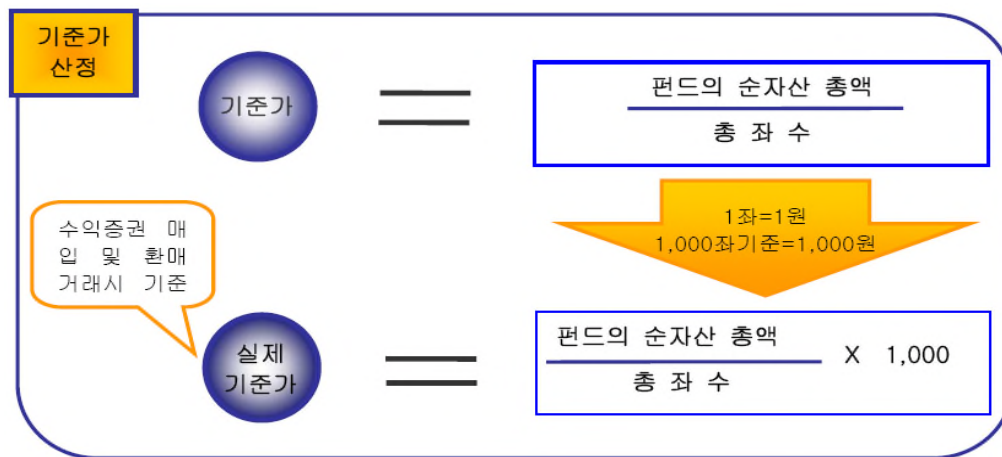 기준가
산정
기준가
펀드의 순자산 총액
총 좌 수
1좌=1원
1,000좌기준=1,000원
수익증권 매
입 및 환매
거래시 기준
실제
기준가
펀드의 순자산 총액
총 좌 수
X 1,000